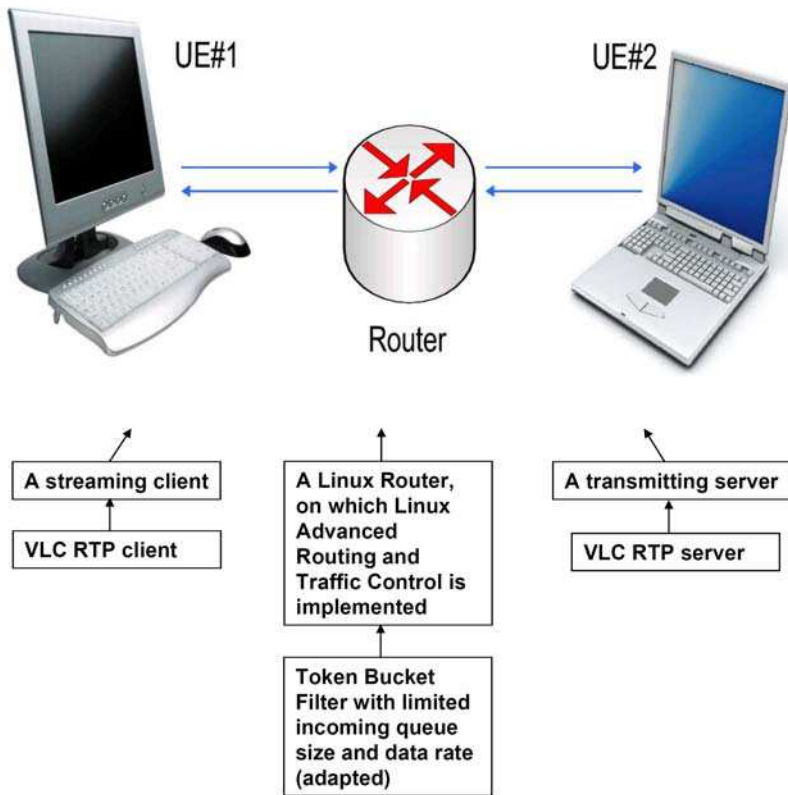 UE#1
UE#2
Router
A streaming client
VLC RTP client
A Linux Router,
on which Linux
Advanced
Routing and
Traffic Control is
implemented
Token Bucket
Filter with limited
incoming queue
size and data rate
(adapted)
A transmitting server
VLC RTP server